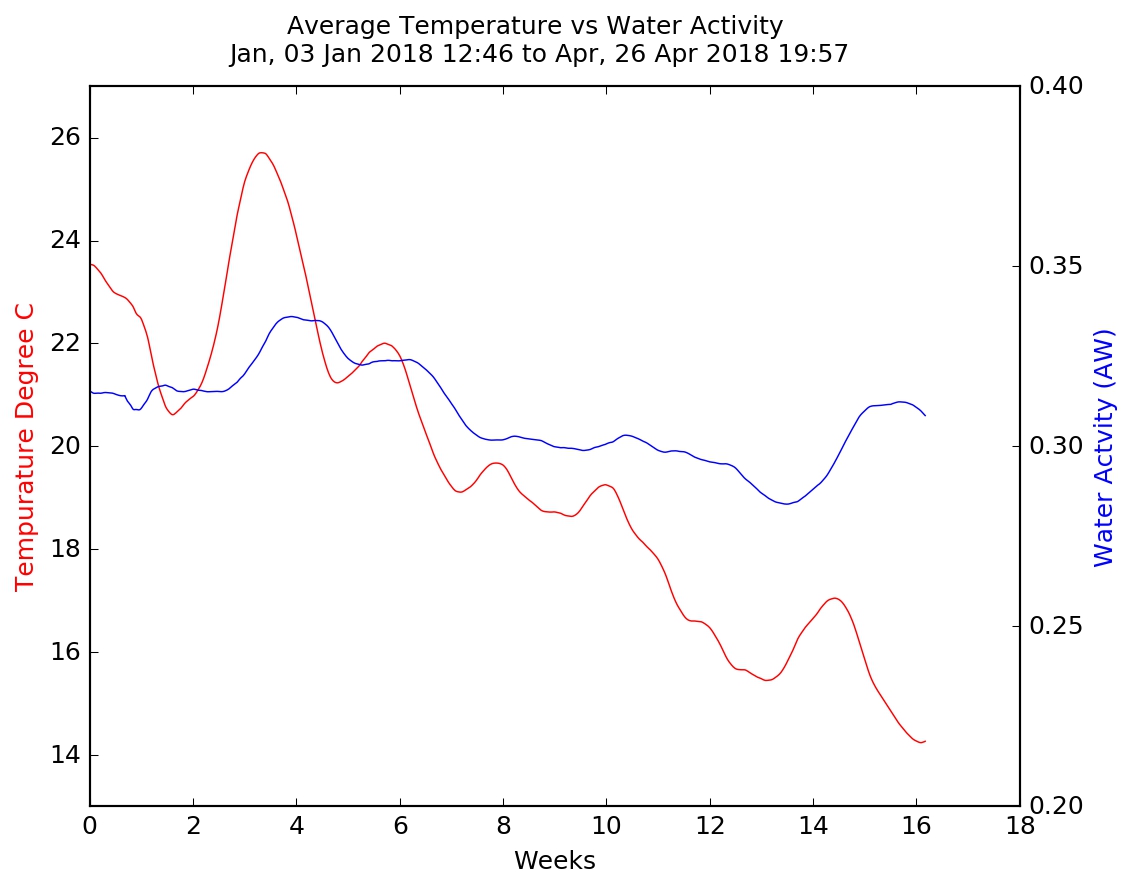 Average Temperature vs Water Activity
Jan, 03 Jan 2018 12:46 to Apr, 26 Apr 2018 19:57
Tempurature Degree C
26
24
22
20
18
16
14
0.40
0.35
0.30
0.25
0.20
Water Actvity (AW)
0 2 4 6 8 10 12 14 16 18
Weeks